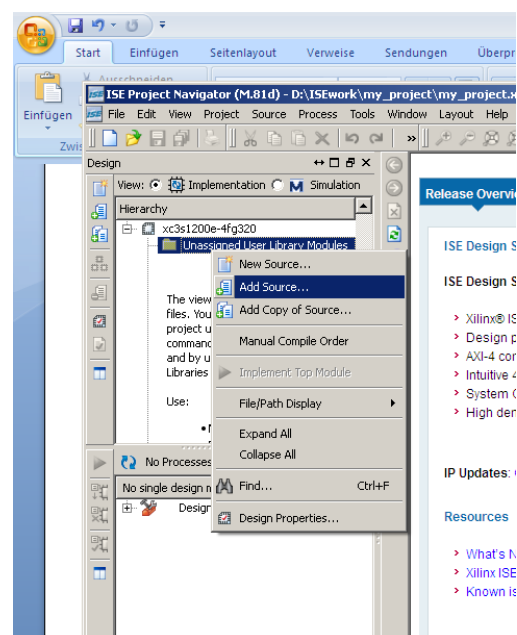 Start Einfügen Seitenlayout Verweise Sendungen Überpr
Ausschneiden
Einfügen
Zwis
ISE Project Navigator (M.81d) - D:\ISEwork\my_project\my_project.x
File Edit View Project Source Process Tools Window Layout Help
Design
View: Implementation Simulation
Hierarchy
xc3s1200e-4fg320
Unassigned User Library Modules
New Source...
Add Source...
Add Copy of Source...
Manual Compile Order
Implement Top Module
File/Path Display
Expand All
Collapse All
Find... Ctrl+F
Design Properties...
The view
files. You
project u
command
and by u
Libraries
Use:
No Processes
No single design m
Design
Release Overvi
ISE Design S
ISE Design S
Xilinx® IS
Design p
AXI-4 con
Intuitive 4
System G
High den
IP Updates:
Resources
What's N
Xilinx ISE
Known is